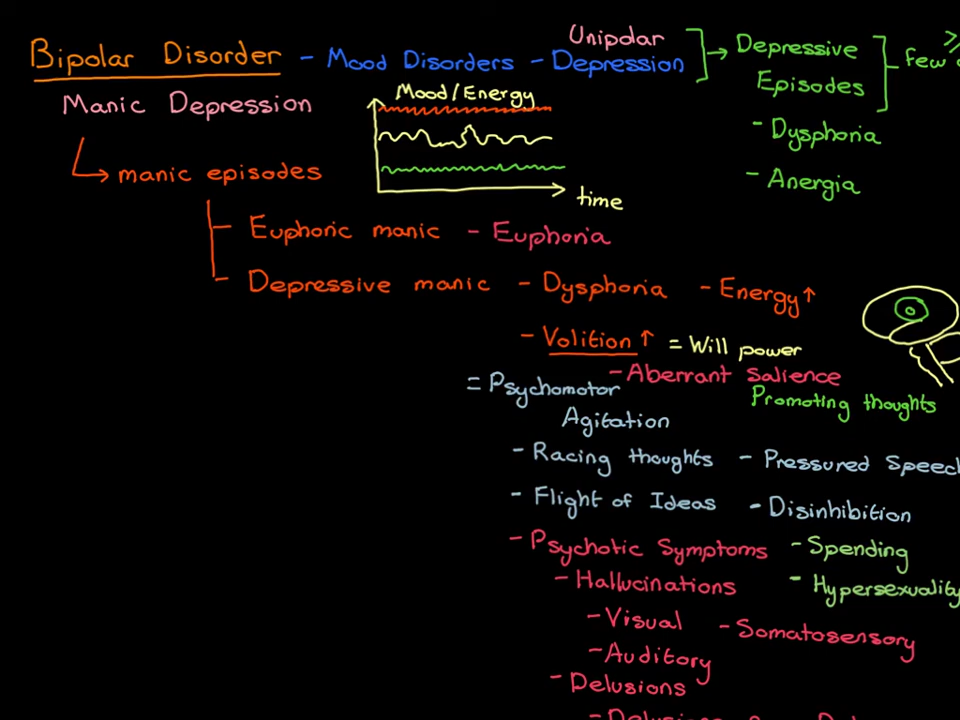 Bipolar Disorder - Mood Disorders - Unipolar Depression → Depressive Episodes
Few
Manic Depression
Mood/Energy
time
- Dysphoria
- Anergia
manic episodes
Euphoric manic - Euphoria
Depressive manic - Dysphoria - Energy ↑
- Volition ↑ = Will power
- Aberrant salience
= Psychomotor Agitation
Promoting thoughts
- Racing thoughts - Pressured Speech
- Flight of Ideas - Disinhibition
- Psychotic Symptoms - Spending
- Hallucinations - Hypersexuality
- Visual - Somatosensory
- Auditory
- Delusions